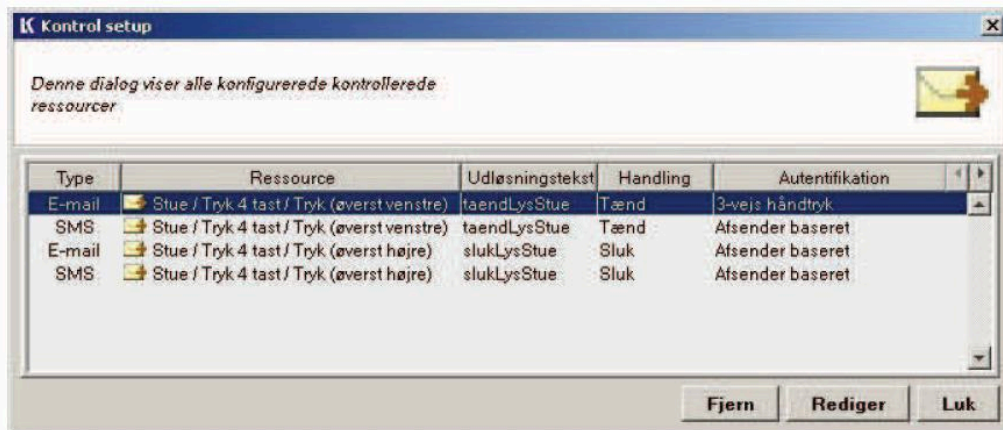 Kontrol setup
Denne dialog viser alle konfigurerede kontrollerede
ressourcer
Type Ressource Udløsningstekst Handling Autentifikation
E-mail Stue / Tryk 4 tast / Tryk (øverst venstre) taendLysStue Tænd 3-vejs håndtryk
SMS Stue / Tryk 4 tast / Tryk (øverst venstre) taendLysStue Tænd Afsender baseret
E-mail Stue / Tryk 4 tast / Tryk (øverst højre) slukLysStue Sluk Afsender baseret
SMS Stue / Tryk 4 tast / Tryk (øverst højre) slukLysStue Sluk Afsender baseret
Fjern Rediger Luk